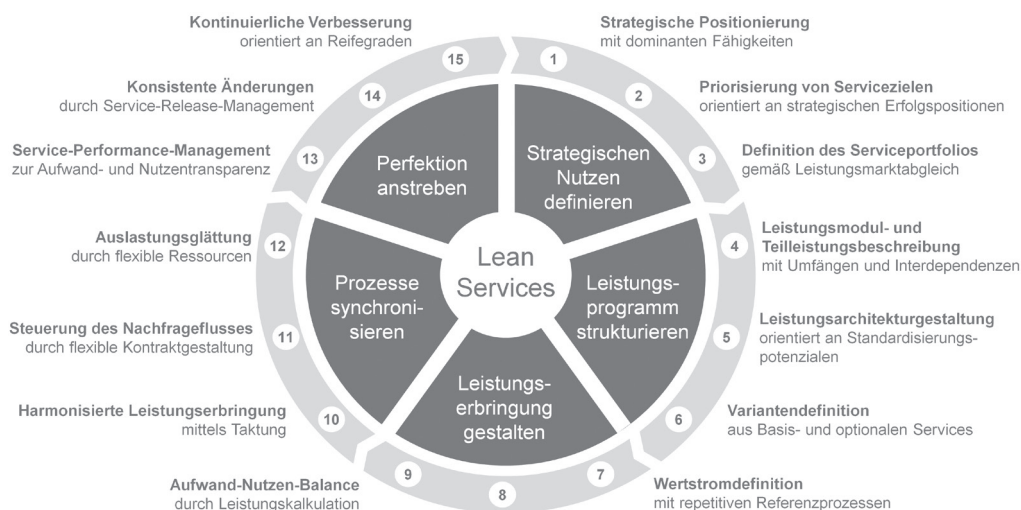 Kontinuierliche Verbesserung
orientiert an Reifegraden
Konsistente Änderungen
durch Service-Release-Management
Service-Performance-Management
zur Aufwand- und Nutzentransparenz
Auslastungsglättung
durch flexible Ressourcen
Steuerung des Nachfrageflusses
durch flexible Kontraktgestaltung
Harmonisierte Leistungserbringung
mittels Taktung
Aufwand-Nutzen-Balance
durch Leistungskalkulation
Strategische Positionierung
mit dominanten Fähigkeiten
Priorisierung von Servicezielen
orientiert an strategischen Erfolgspositionen
Definition des Serviceportfolios
gemäß Leistungsmarktabgleich
Leistungsmodul- und
Teilleistungsbeschreibung
mit Umfängen und Interdependenzen
Leistungsarchitekturgestaltung
orientiert an Standardisierungs-
potenzialen
Variantendefinition
aus Basis- und optionalen Services
Wertstromdefinition
mit repetitiven Referenzprozessen
1
2
3
4
5
6
7
8
9
10
11
12
13
14
15
Strategischen
Nutzen
definieren
Leistungs-
programm
strukturieren
Leistungs-
erbringung
gestalten
Prozesse
synchroni-
sieren
Perfektion
anstreben
Lean
Services